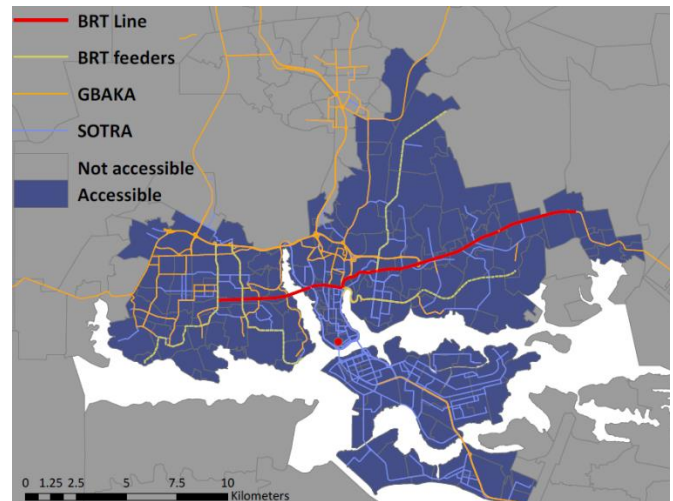 BRT Line
BRT feeders
GBAKA
SOTRA
Not accessible
Accessible
0 1.25 2.5 5 7.5 10
Kilometers